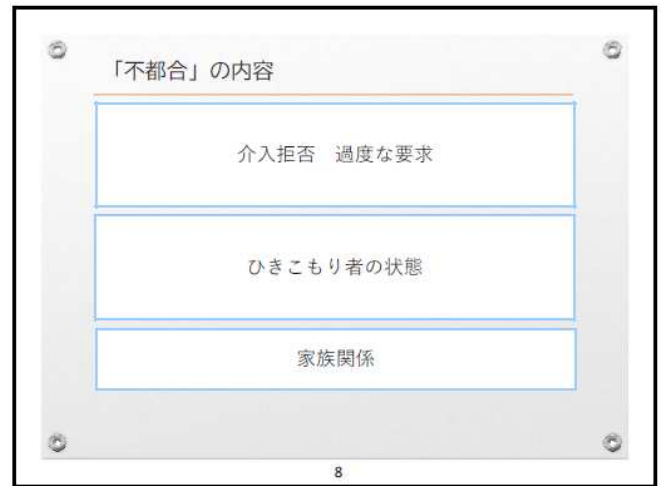 「不都合」の内容
介入拒否　過度な要求
ひきこもり者の状態
家族関係
8